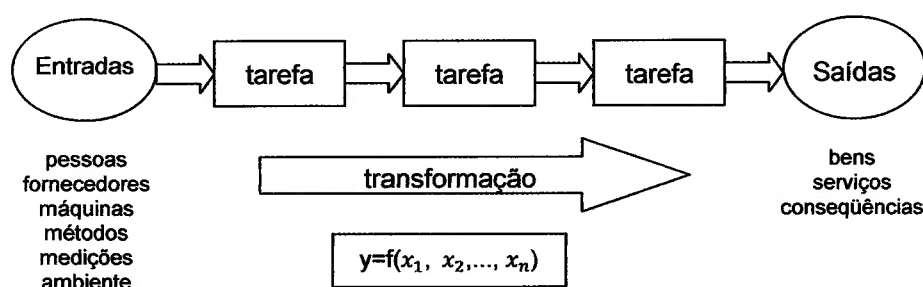 Entradas
tarefa
tarefa
tarefa
Saídas
pessoas
fornecedores
máquinas
métodos
medições
ambiente
transformação
y=f(x₁, x₂,..., xₙ)
bens
serviços
conseqüências